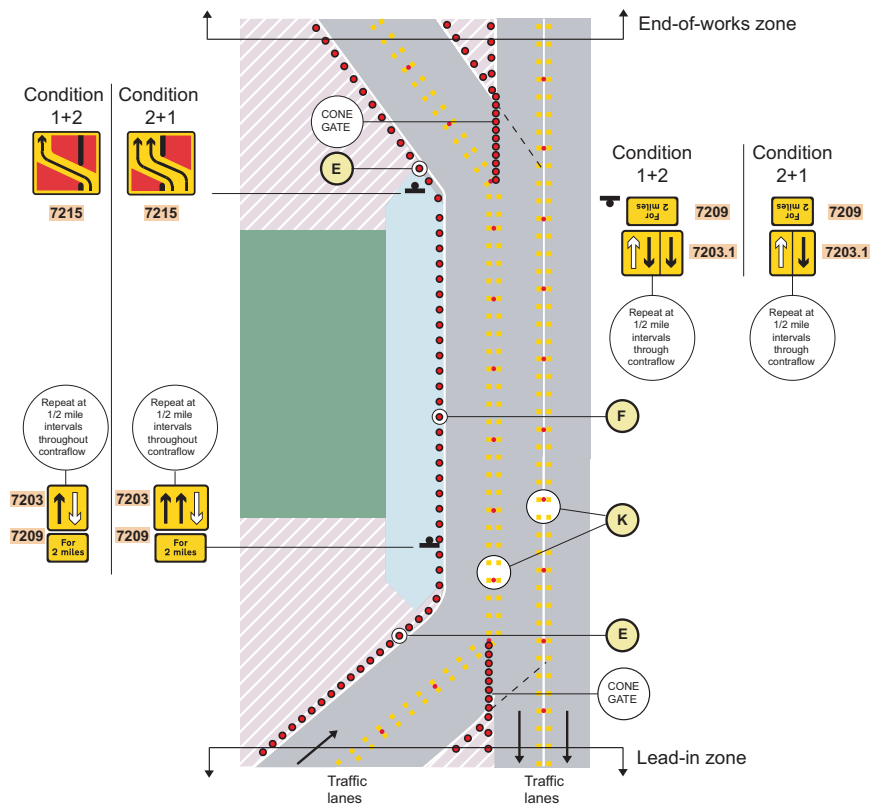 End-of-works zone
Condition
1+2
Condition
2+1
7215
7215
CONE
GATE
E
Condition
1+2
Condition
2+1
For
2 miles
7209
7203.1
For
2 miles
7209
7203.1
Repeat at
1/2 mile
intervals
through
contraflow
Repeat at
1/2 mile
intervals
through
contraflow
Repeat at
1/2 mile
intervals
throughout
contraflow
Repeat at
1/2 mile
intervals
throughout
contraflow
F
7203
7209
For
2 miles
7203
7209
For
2 miles
K
E
CONE
GATE
Lead-in zone
Traffic
lanes
Traffic
lanes